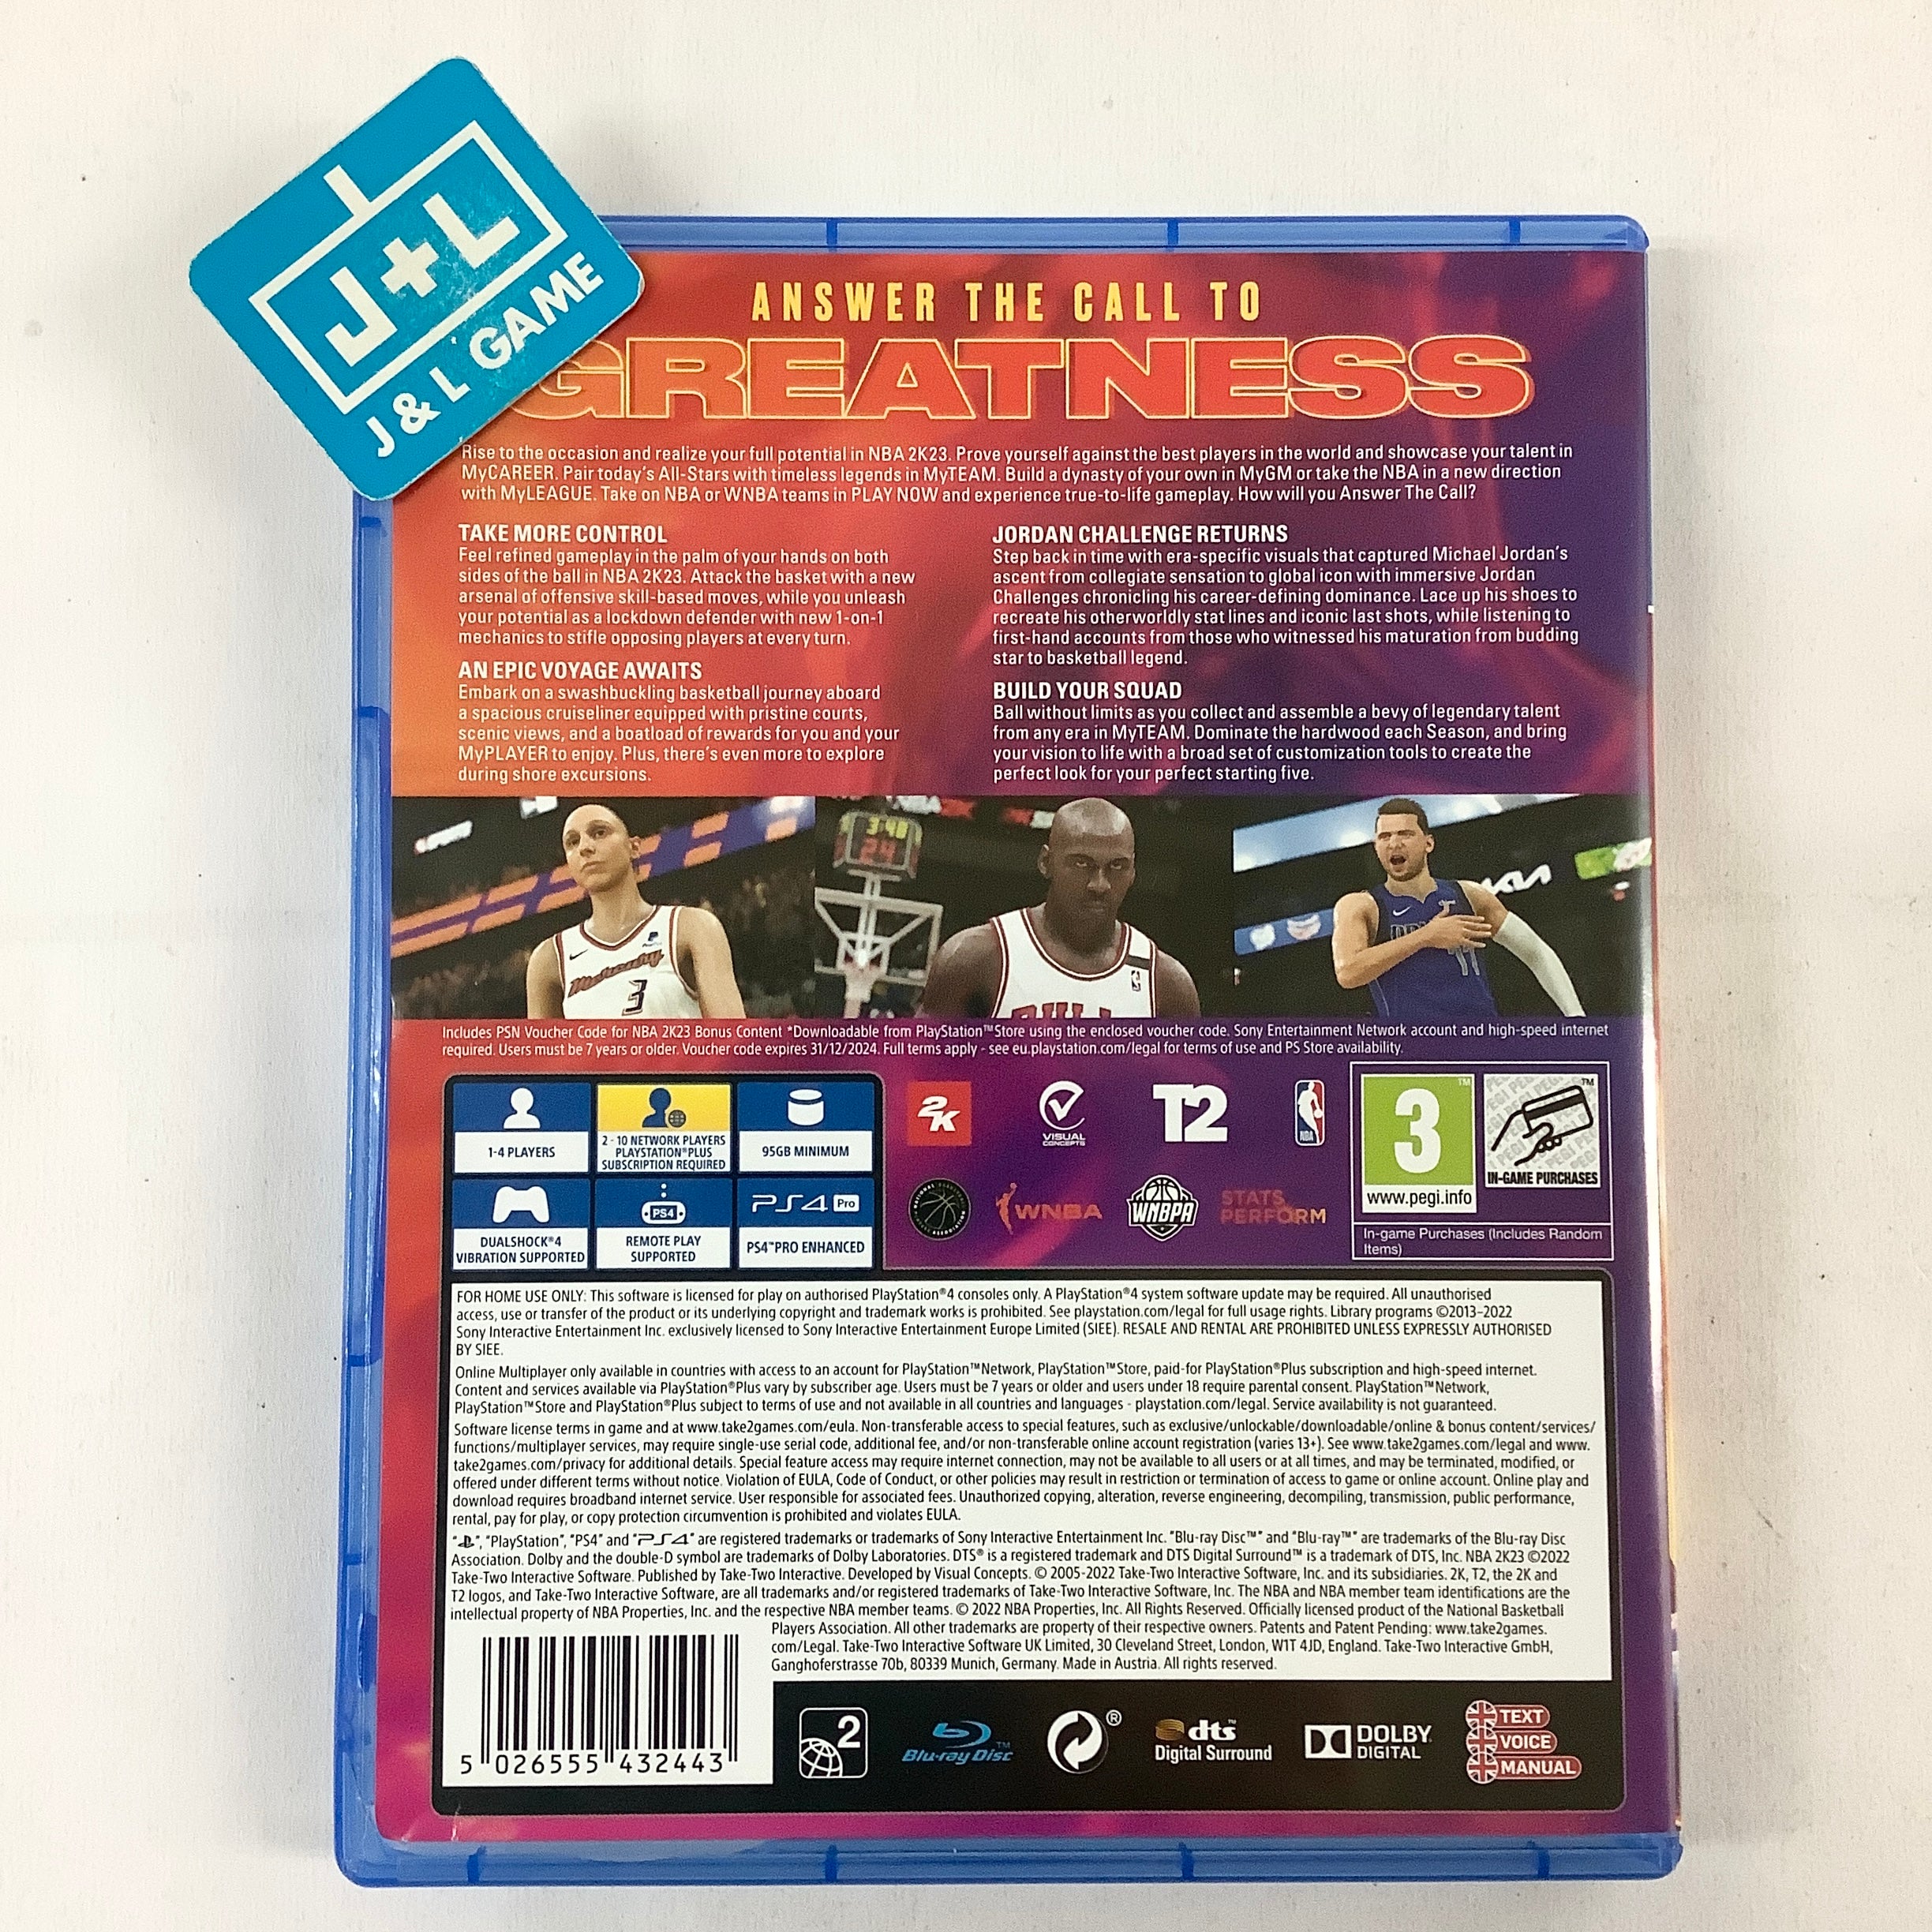 J+L
J & L GAME
ANSWER THE CALL TO
GREATNESS
Rise to the occasion and realize your full potential in NBA 2K23. Prove yourself against the best players in the world and showcase your talent in
MyCAREER. Pair today's All-Stars with timeless legends in MyTEAM. Build a dynasty of your own in MyGM or take the NBA in a new direction
with MyLEAGUE. Take on NBA or WNBA teams in PLAY NOW and experience true-to-life gameplay. How will you Answer The Call?
TAKE MORE CONTROL
Feel refined gameplay in the palm of your hands on both
sides of the ball in NBA 2K23. Attack the basket with a new
arsenal of offensive skill-based moves, while you unleash
your potential as a lockdown defender with new 1-on-1
mechanics to stifle opposing players at every turn.
AN EPIC VOYAGE AWAITS
Embark on a swashbuckling basketball journey aboard
a spacious cruiseliner equipped with pristine courts,
scenic views, and a boatload of rewards for you and your
MyPLAYER to enjoy. Plus, there's even more to explore
during shore excursions.
JORDAN CHALLENGE RETURNS
Step back in time with era-specific visuals that captured Michael Jordan's
ascent from collegiate sensation to global icon with immersive Jordan
Challenges chronicling his career-defining dominance. Lace up his shoes to
recreate his otherworldly stat lines and iconic last shots, while listening to
first-hand accounts from those who witnessed his maturation from budding
star to basketball legend.
BUILD YOUR SQUAD
Ball without limits as you collect and assemble a bevy of legendary talent
from any era in MyTEAM. Dominate the hardwood each Season, and bring
your vision to life with a broad set of customization tools to create the
perfect look for your perfect starting five.
Mercury
3
3:48
24
KIA
Includes PSN Voucher Code for NBA 2K23 Bonus Content *Downloadable from PlayStation™Store using the enclosed voucher code. Sony Entertainment Network account and high-speed internet
required. Users must be 7 years or older. Voucher code expires 31/12/2024. Full terms apply - see eu.playstation.com/legal for terms of use and PS Store availability.
1-4 PLAYERS
2 - 10 NETWORK PLAYERS
PLAYSTATION®PLUS
SUBSCRIPTION REQUIRED
95GB MINIMUM
DUALSHOCK®4
VIBRATION SUPPORTED
PS4
REMOTE PLAY
SUPPORTED
PS4 Pro
PS4™PRO ENHANCED
2K
VISUAL
CONCEPTS
T2
NBA
WNBA
WNBPA
STATS
PERFORM
3
™
www.pegi.info
™
IN-GAME PURCHASES
In-game Purchases (Includes Random
Items)
FOR HOME USE ONLY: This software is licensed for play on authorised PlayStation®4 consoles only. A PlayStation®4 system software update may be required. All unauthorised
access, use or transfer of the product or its underlying copyright and trademark works is prohibited. See playstation.com/legal for full usage rights. Library programs ©2013-2022
Sony Interactive Entertainment Inc. exclusively licensed to Sony Interactive Entertainment Europe Limited (SIEE). RESALE AND RENTAL ARE PROHIBITED UNLESS EXPRESSLY AUTHORISED
BY SIEE.
Online Multiplayer only available in countries with access to an account for PlayStation™Network, PlayStation™Store, paid-for PlayStation®Plus subscription and high-speed internet.
Content and services available via PlayStation®Plus vary by subscriber age. Users must be 7 years or older and users under 18 require parental consent. PlayStation™Network,
PlayStation™Store and PlayStation®Plus subject to terms of use and not available in all countries and languages - playstation.com/legal. Service availability is not guaranteed.
Software license terms in game and at www.take2games.com/eula. Non-transferable access to special features, such as exclusive/unlockable/downloadable/online & bonus content/services/
functions/multiplayer services, may require single-use serial code, additional fee, and/or non-transferable online account registration (varies 13+). See www.take2games.com/legal and www.
take2games.com/privacy for additional details. Special feature access may require internet connection, may not be available to all users or at all times, and may be terminated, modified, or
offered under different terms without notice. Violation of EULA, Code of Conduct, or other policies may result in restriction or termination of access to game or online account. Online play and
download requires broadband internet service. User responsible for associated fees. Unauthorized copying, alteration, reverse engineering, decompiling, transmission, public performance,
rental, pay for play, or copy protection circumvention is prohibited and violates EULA.
"", "PlayStation", "PS4" and "PS4" are registered trademarks or trademarks of Sony Interactive Entertainment Inc. "Blu-ray Disc™" and "Blu-ray™" are trademarks of the Blu-ray Disc
Association. Dolby and the double-D symbol are trademarks of Dolby Laboratories. DTS® is a registered trademark and DTS Digital Surround™ is a trademark of DTS, Inc. NBA 2K23 ©2022
Take-Two Interactive Software. Published by Take-Two Interactive. Developed by Visual Concepts. © 2005-2022 Take-Two Interactive Software, Inc. and its subsidiaries. 2K, T2, the 2K and
T2 logos, and Take-Two Interactive Software, are all trademarks and/or registered trademarks of Take-Two Interactive Software, Inc. The NBA and NBA member team identifications are the
intellectual property of NBA Properties, Inc. and the respective NBA member teams. © 2022 NBA Properties, Inc. All Rights Reserved. Officially licensed product of the National Basketball
Players Association. All other trademarks are property of their respective owners. Patents and Patent Pending: www.take2games.
com/Legal. Take-Two Interactive Software UK Limited, 30 Cleveland Street, London, W1T 4JD, England. Take-Two Interactive GmbH,
Ganghoferstrasse 70b, 80339 Munich, Germany. Made in Austria. All rights reserved.
5 026555 432443
2
Blu-ray Disc™
®
dts™
Digital Surround
DOLBY
DIGITAL
TEXT
VOICE
MANUAL